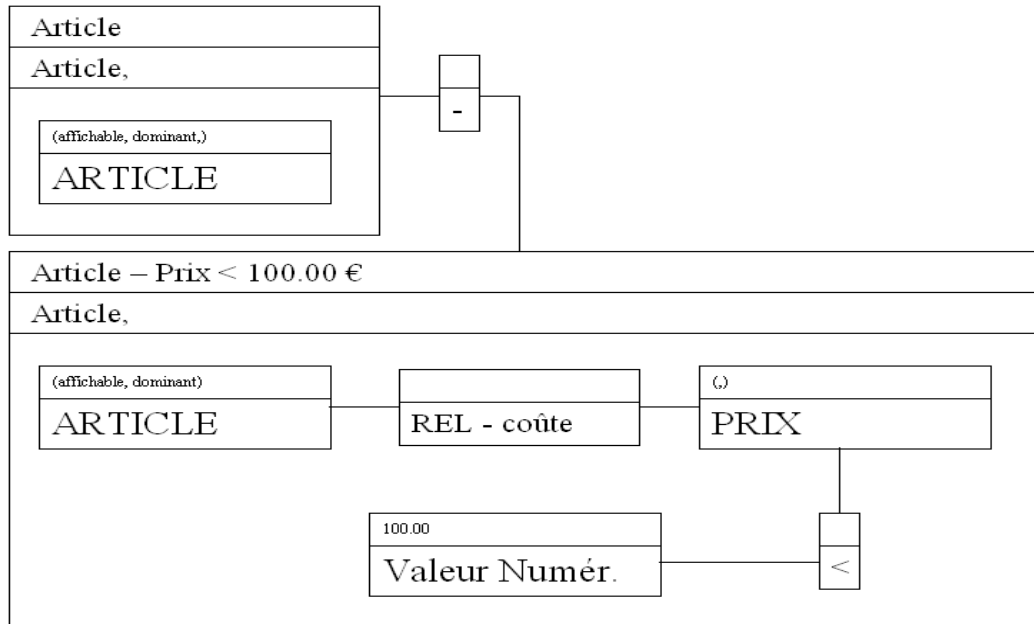 Article
Article,
-
(affichable, dominant,)
ARTICLE
Article – Prix < 100.00 €
Article,
(affichable, dominant)
ARTICLE
REL - coûte
(,)
PRIX
100.00
Valeur Numér.
<